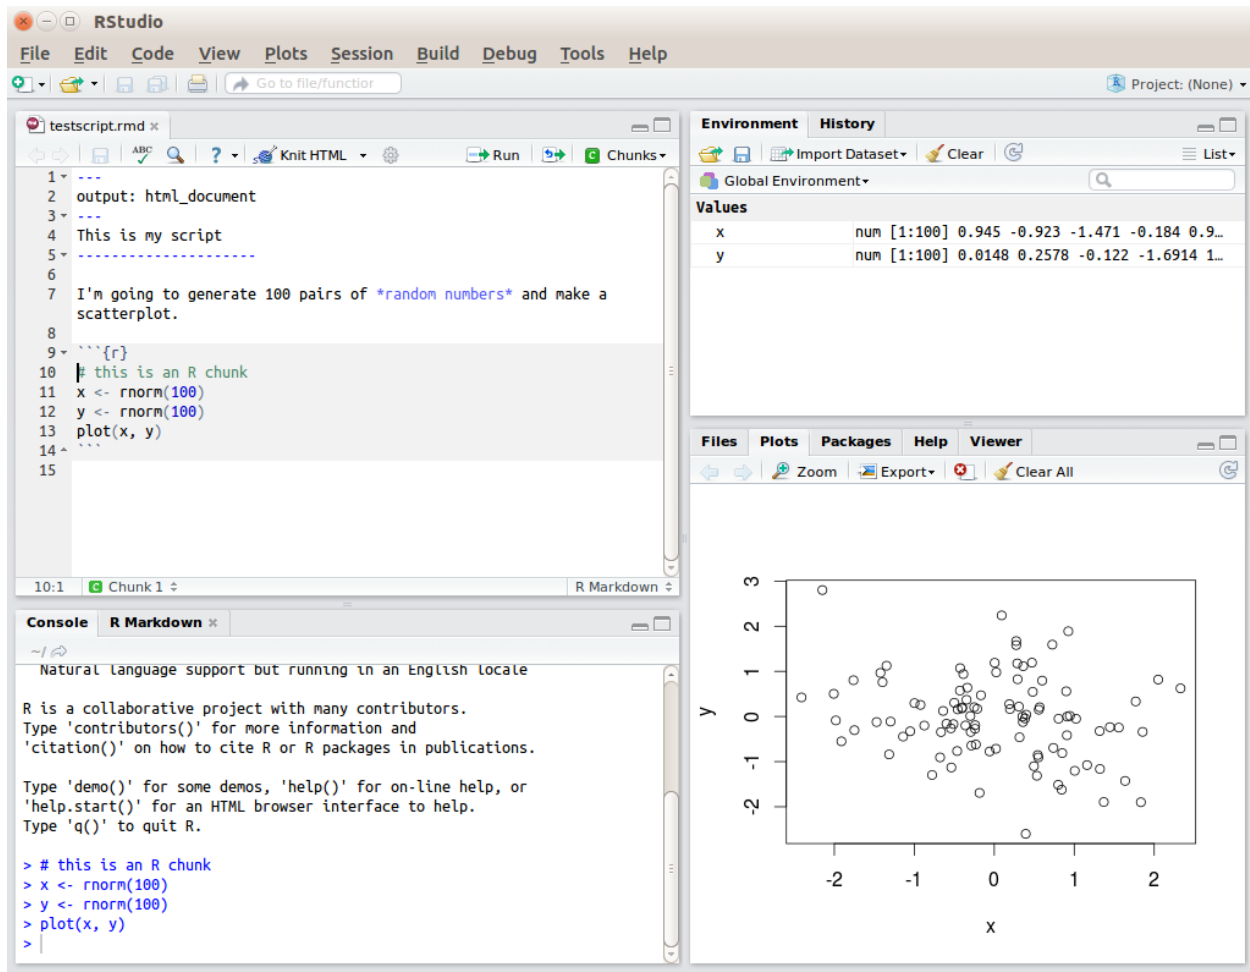 RStudio
File Edit Code View Plots Session Build Debug Tools Help
Go to file/function
Project: (None)
testscript.rmd
ABC ? Knit HTML Run Chunks
1 ---
2 output: html_document
3 ---
4 This is my script
5 ---------------------
6
7 I'm going to generate 100 pairs of *random numbers* and make a
scatterplot.
8
9 ```{r}
10 # this is an R chunk
11 x <- rnorm(100)
12 y <- rnorm(100)
13 plot(x, y)
14 ```
15
10:1 C Chunk 1 R Markdown
Console R Markdown
~/
Natural language support but running in an English locale
R is a collaborative project with many contributors.
Type 'contributors()' for more information and
'citation()' on how to cite R or R packages in publications.
Type 'demo()' for some demos, 'help()' for on-line help, or
'help.start()' for an HTML browser interface to help.
Type 'q()' to quit R.
> # this is an R chunk
> x <- rnorm(100)
> y <- rnorm(100)
> plot(x, y)
>
Environment History
Import Dataset Clear List
Global Environment
Values
x num [1:100] 0.945 -0.923 -1.471 -0.184 0.9…
y num [1:100] 0.0148 0.2578 -0.122 -1.6914 1…
Files Plots Packages Help Viewer
Zoom Export Clear All
3
2
1
0
-1
-2
y
-2 -1 0 1 2
x